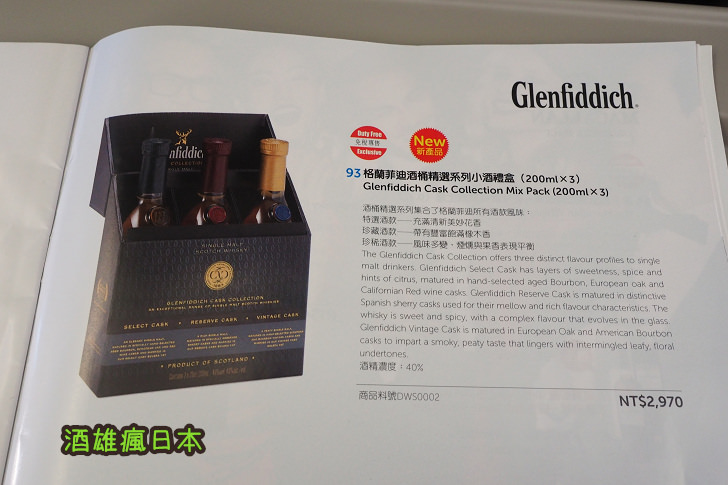 Glenfiddich
Duty Free
免稅專售
Exclusive
New
新產品
93 格蘭菲迪酒桶精選系列小酒禮盒（200ml×3）
Glenfiddich Cask Collection Mix Pack (200ml×3)
酒桶精選系列集合了格蘭菲迪所有酒款風味：
特選酒款——充滿清新美妙花香
珍藏酒款——帶有豐富飽滿橡木香
珍稀酒款——風味多變、煙燻與果香表現平衡
The Glenfiddich Cask Collection offers three distinct flavour profiles to single
malt drinkers. Glenfiddich Select Cask has layers of sweetness, spice and
hints of citrus, matured in hand-selected aged Bourbon, European oak and
Californian Red wine casks. Glenfiddich Reserve Cask is matured in distinctive
Spanish sherry casks used for their mellow and rich flavour characteristics. The
whisky is sweet and spicy, with a complex flavour that evolves in the glass.
Glenfiddich Vintage Cask is matured in European Oak and American Bourbon
casks to impart a smoky, peaty taste that lingers with intermingled leafy, floral
undertones.
酒精濃度：40%
商品料號DWS0002
NT$2,970
nfiddich
SINGLE MALT
SCOTCH WHISKY
GLENFIDDICH CASK COLLECTION
AN EXCEPTIONAL RANGE OF SINGLE MALT SCOTCH WHISKIES
SELECT CASK • RESERVE CASK • VINTAGE CASK
• PRODUCT OF SCOTLAND •
酒雄瘋日本